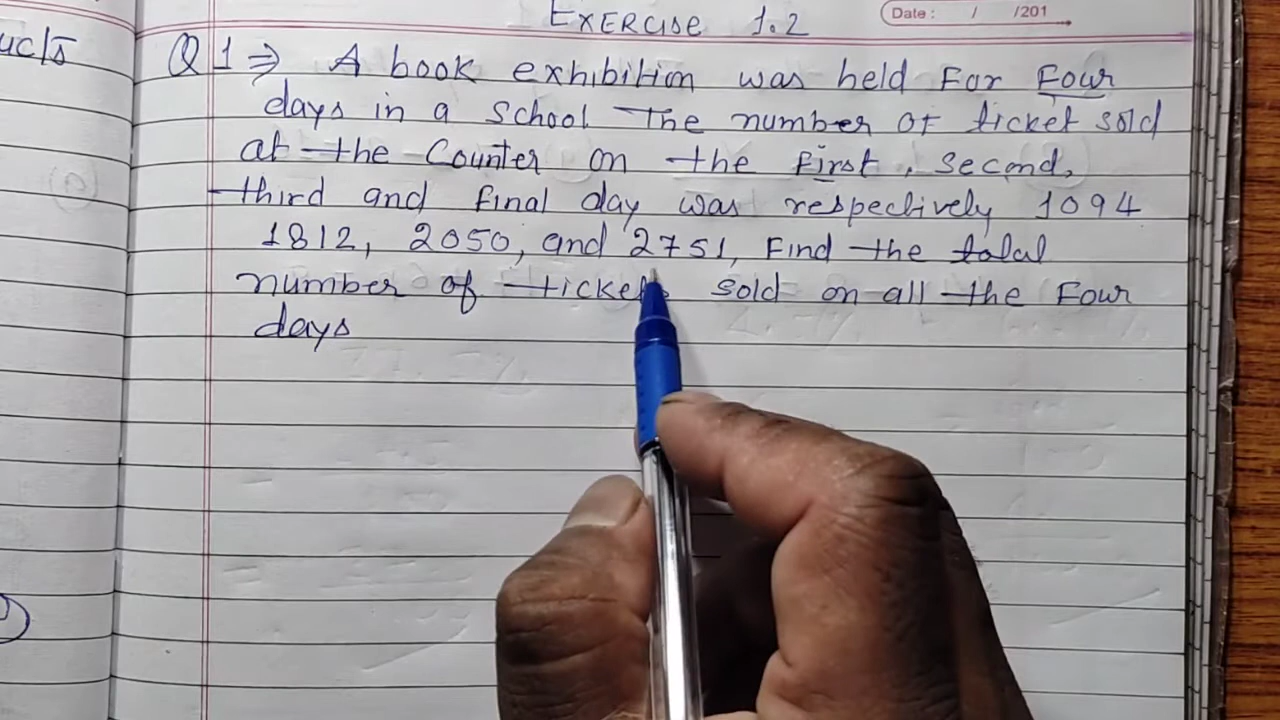 EXERCISE 1.2
Date : / /201
ucts
Q1⇒ A book exhibition was held For Four
days in a school The number of ticket sold
at the Counter on the First, second,
third and final day was respectively 1094
1812, 2050, and 2751, Find the total
number of tickets sold on all the Four
days